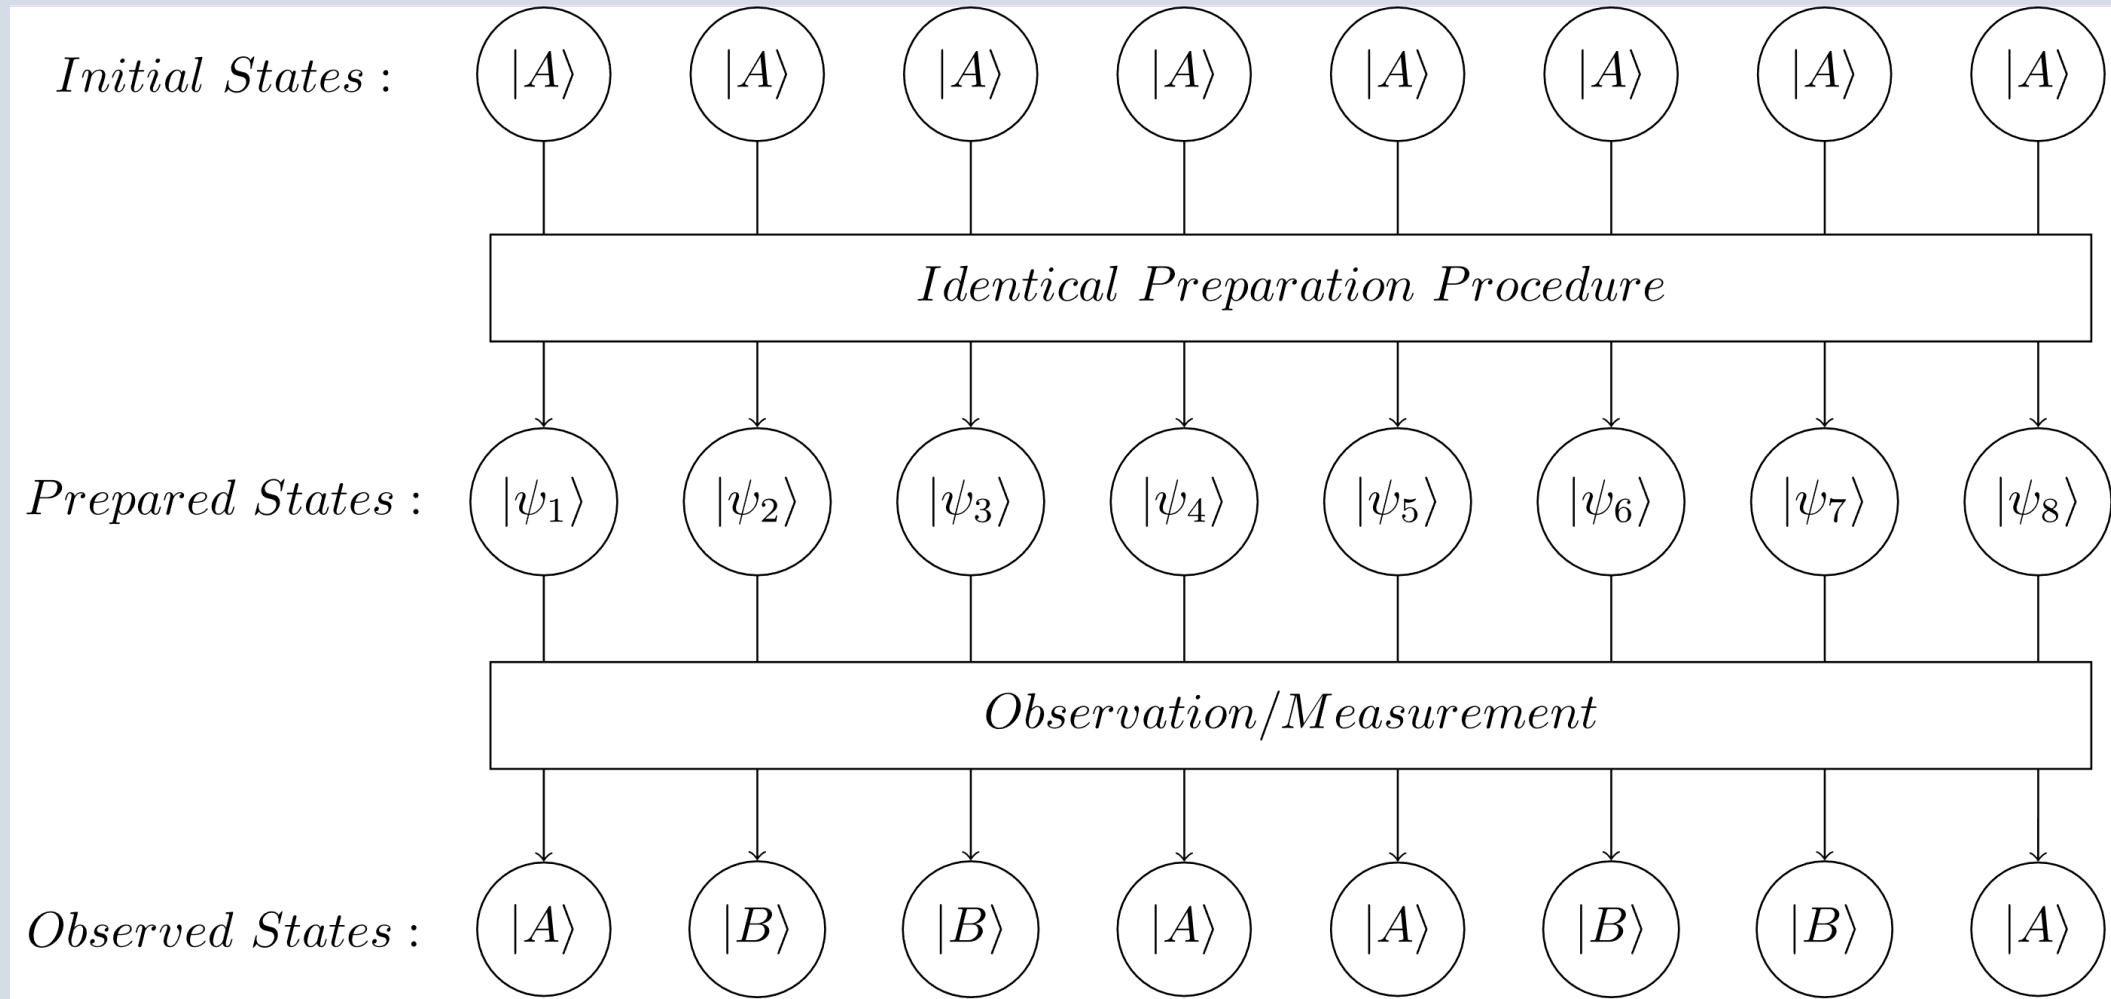 Initial States : |A⟩ |A⟩ |A⟩ |A⟩ |A⟩ |A⟩ |A⟩ |A⟩
Identical Preparation Procedure
Prepared States : |ψ₁⟩ |ψ₂⟩ |ψ₃⟩ |ψ₄⟩ |ψ₅⟩ |ψ₆⟩ |ψ₇⟩ |ψ₈⟩
Observation/Measurement
Observed States : |A⟩ |B⟩ |B⟩ |A⟩ |A⟩ |B⟩ |B⟩ |A⟩